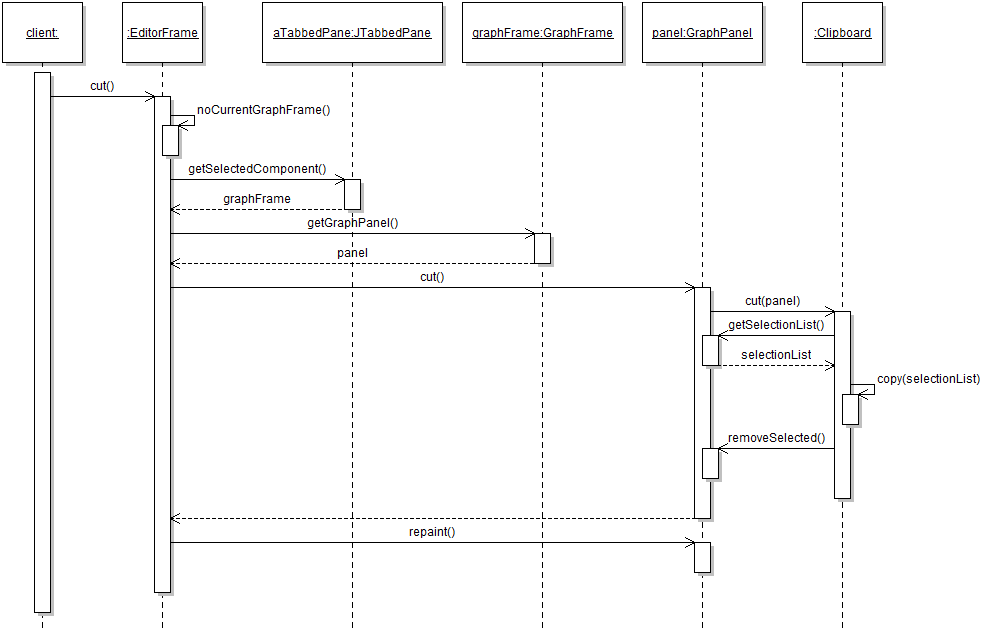 client:
:EditorFrame
aTabbedPane:JTabbedPane
graphFrame:GraphFrame
panel:GraphPanel
:Clipboard
cut()
noCurrentGraphFrame()
getSelectedComponent()
graphFrame
getGraphPanel()
panel
cut()
cut(panel)
getSelectionList()
selectionList
copy(selectionList)
removeSelected()
repaint()